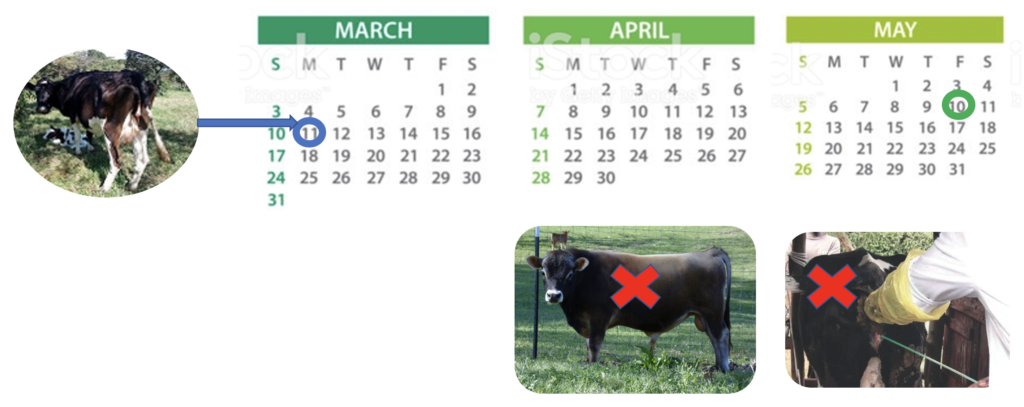 MARCH
S M T W T F S
1 2
3 4 5 6 7 8 9
10 11 12 13 14 15 16
17 18 19 20 21 22 23
24 25 26 27 28 29 30
31
APRIL
S M T W T F S
1 2 3 4 5 6
7 8 9 10 11 12 13
14 15 16 17 18 19 20
21 22 23 24 25 26 27
28 29 30
MAY
S M T W T F S
1 2 3 4
5 6 7 8 9 10 11
12 13 14 15 16 17 18
19 20 21 22 23 24 25
26 27 28 29 30 31
iStock